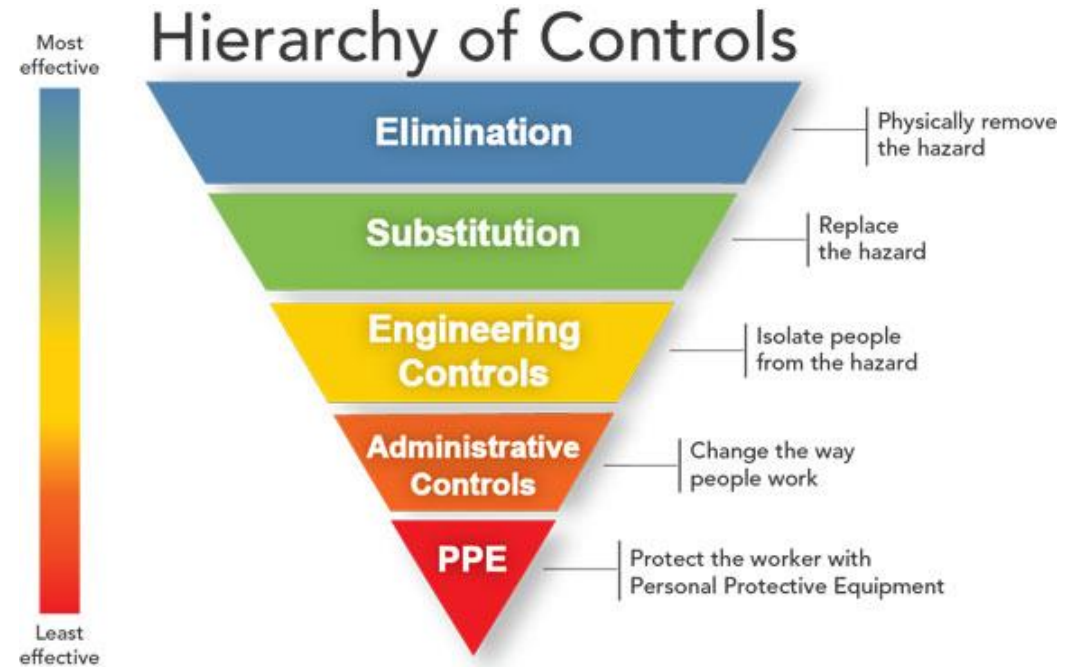 Hierarchy of Controls
Most
effective
Elimination
Physically remove
the hazard
Substitution
Replace
the hazard
Engineering
Controls
Isolate people
from the hazard
Administrative
Controls
Change the way
people work
PPE
Protect the worker with
Personal Protective Equipment
Least
effective